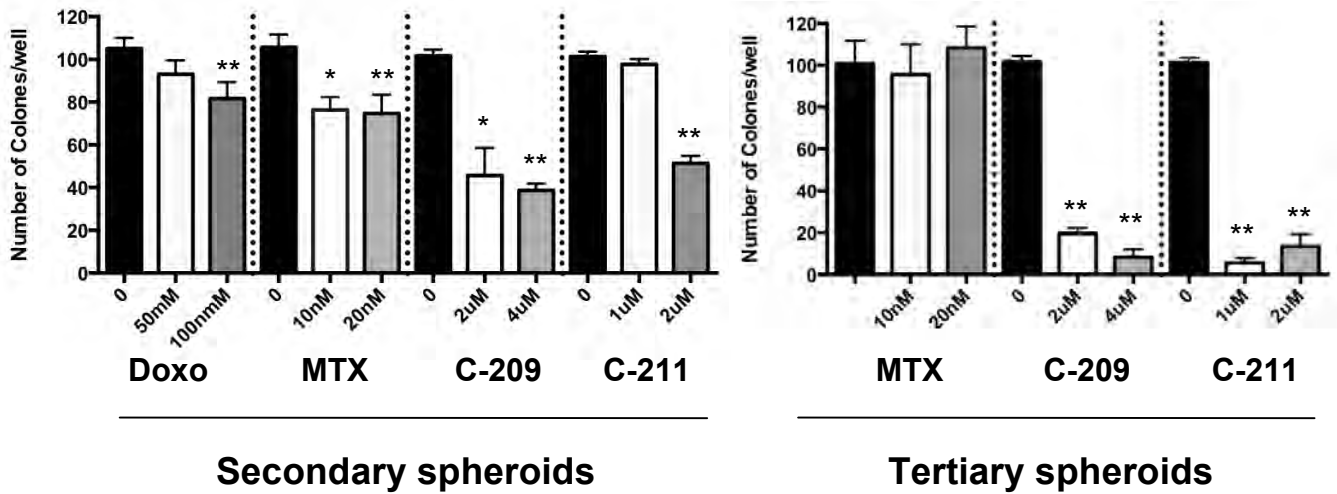 Number of Colones/well
120
100
80
60
40
20
0
**
*
**
*
**
**
0
50mM
100nmM
0
10nM
20nM
0
2uM
4uM
0
1uM
2uM
Doxo
MTX
C-209
C-211
Secondary spheroids
Number of Colones/well
120
100
80
60
40
20
0
**
**
**
**
10nM
20nM
0
2uM
4uM
0
1uM
2uM
MTX
C-209
C-211
Tertiary spheroids